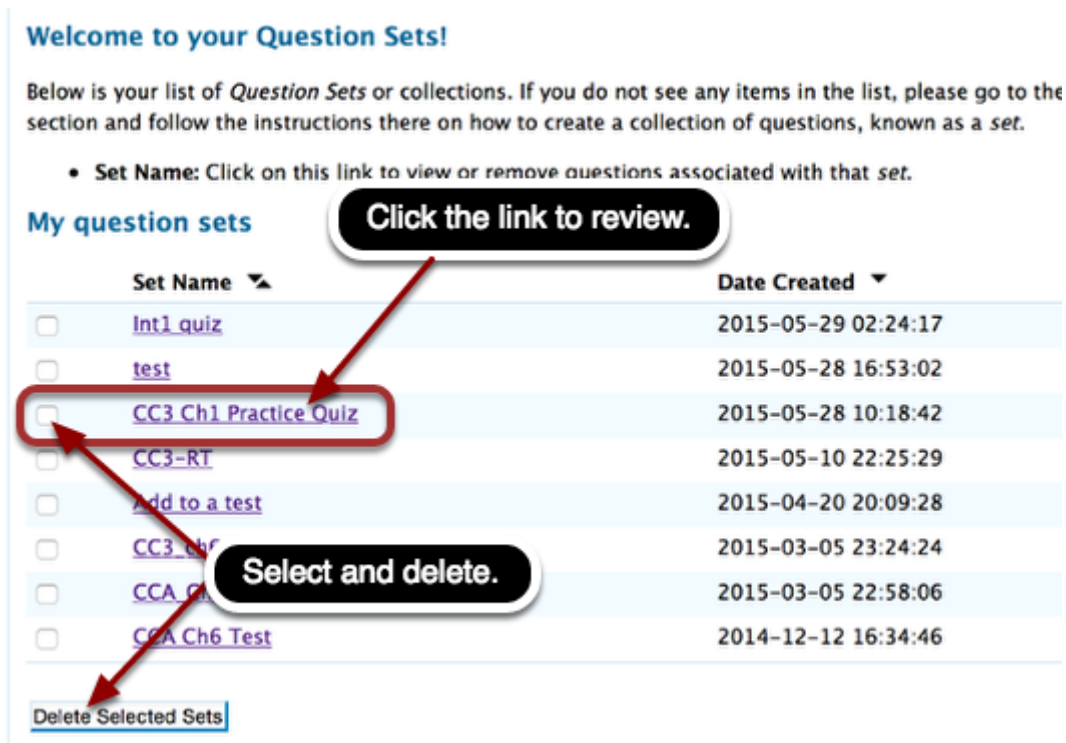 Welcome to your Question Sets!
Below is your list of Question Sets or collections. If you do not see any items in the list, please go to the
section and follow the instructions there on how to create a collection of questions, known as a set.
• Set Name: Click on this link to view or remove questions associated with that set.
Click the link to review.
My question sets
Set Name Date Created
Int1 quiz 2015-05-29 02:24:17
test 2015-05-28 16:53:02
CC3 Ch1 Practice Quiz 2015-05-28 10:18:42
CC3-RT 2015-05-10 22:25:29
Add to a test 2015-04-20 20:09:28
CC3 2015-03-05 23:24:24
Select and delete.
CCA 2015-03-05 22:58:06
CCA Ch6 Test 2014-12-12 16:34:46
Delete Selected Sets